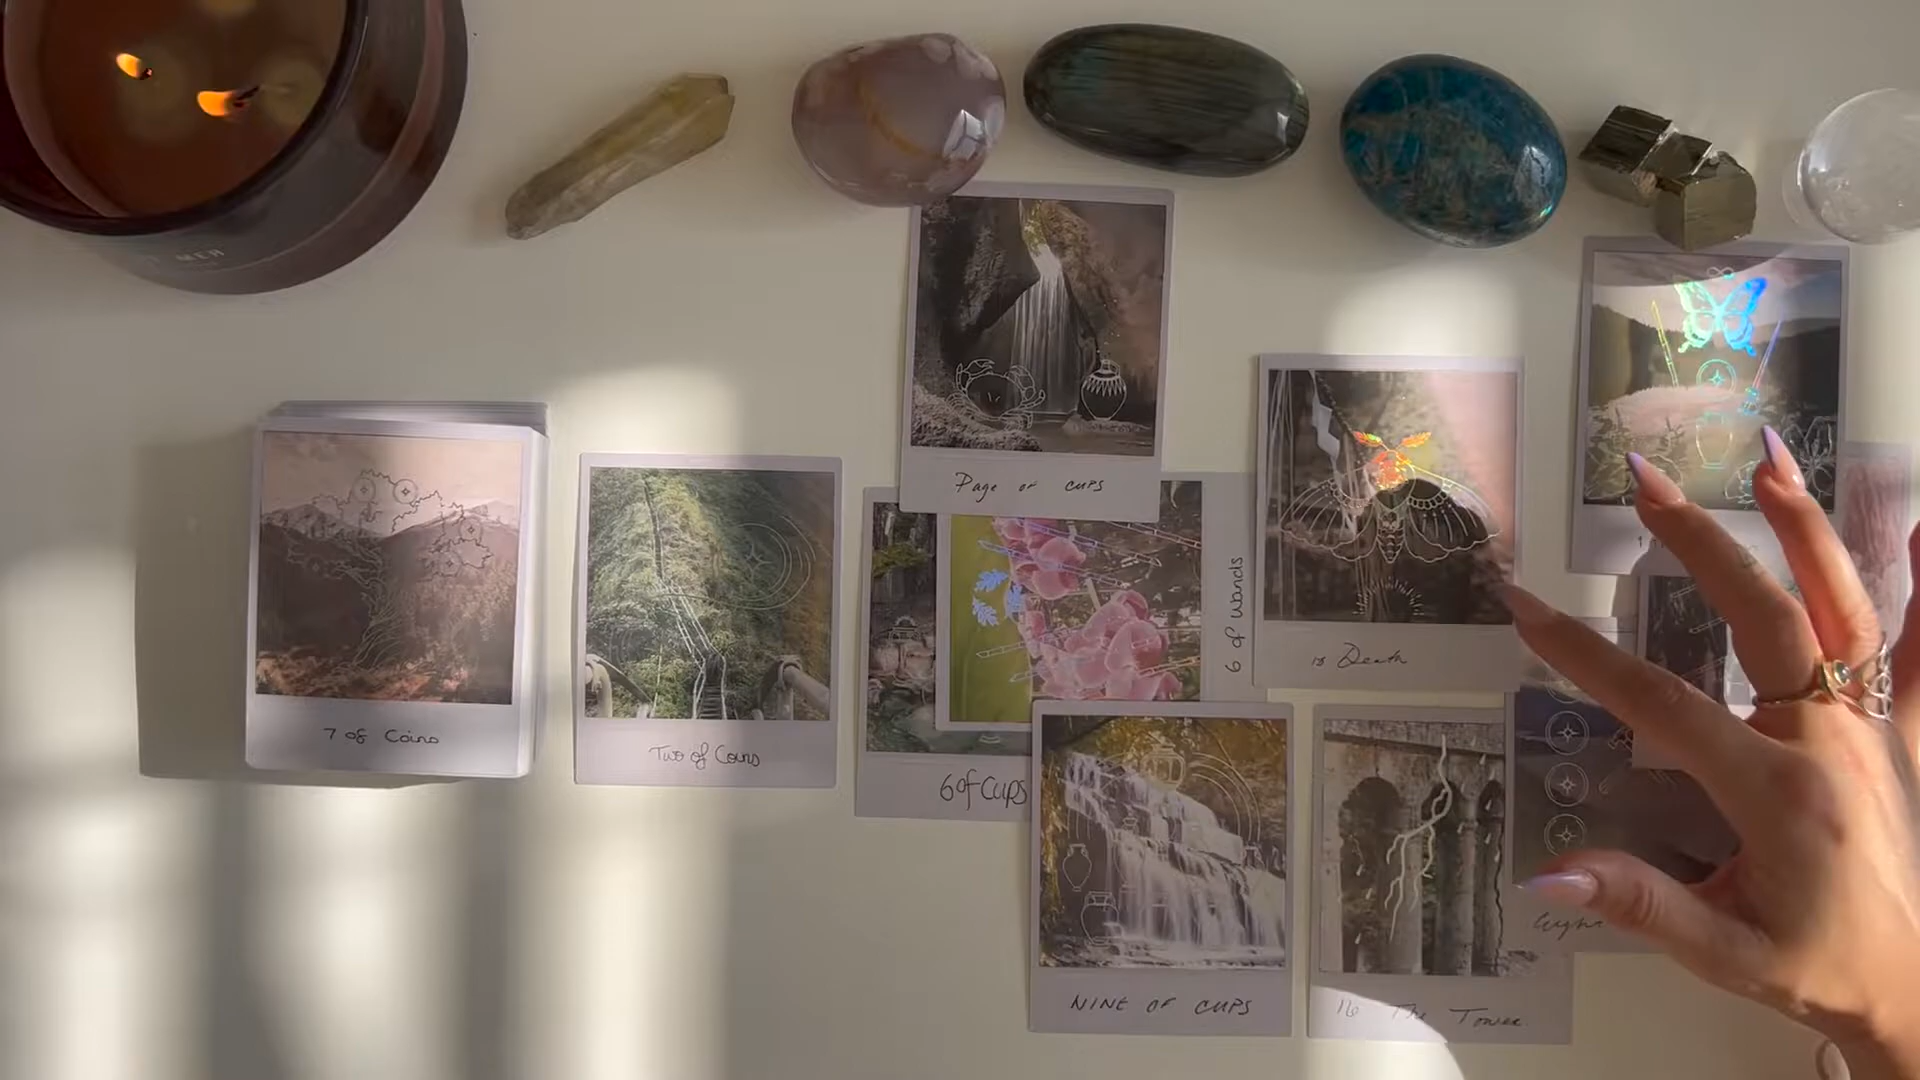 Page of cups
6 of Wands
13 Death
7 of Coins
Two of Coins
6 of Cups
NINE OF CUPS
16 The Tower